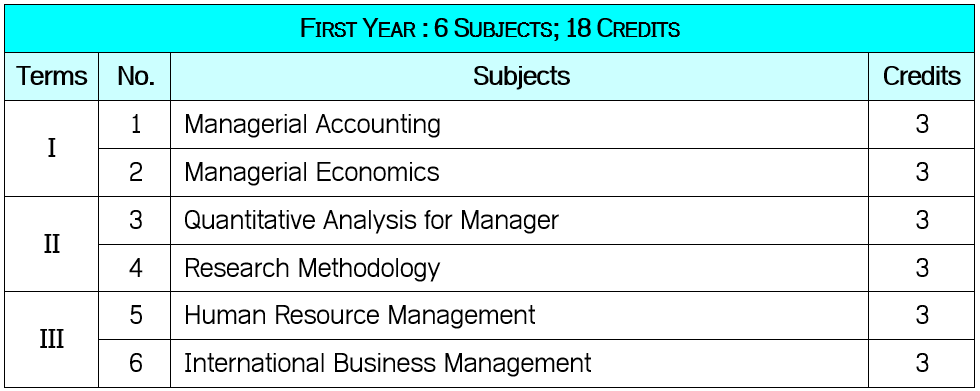 FIRST YEAR : 6 SUBJECTS; 18 CREDITS
Terms No. Subjects Credits
I 1 Managerial Accounting 3
2 Managerial Economics 3
II 3 Quantitative Analysis for Manager 3
4 Research Methodology 3
III 5 Human Resource Management 3
6 International Business Management 3